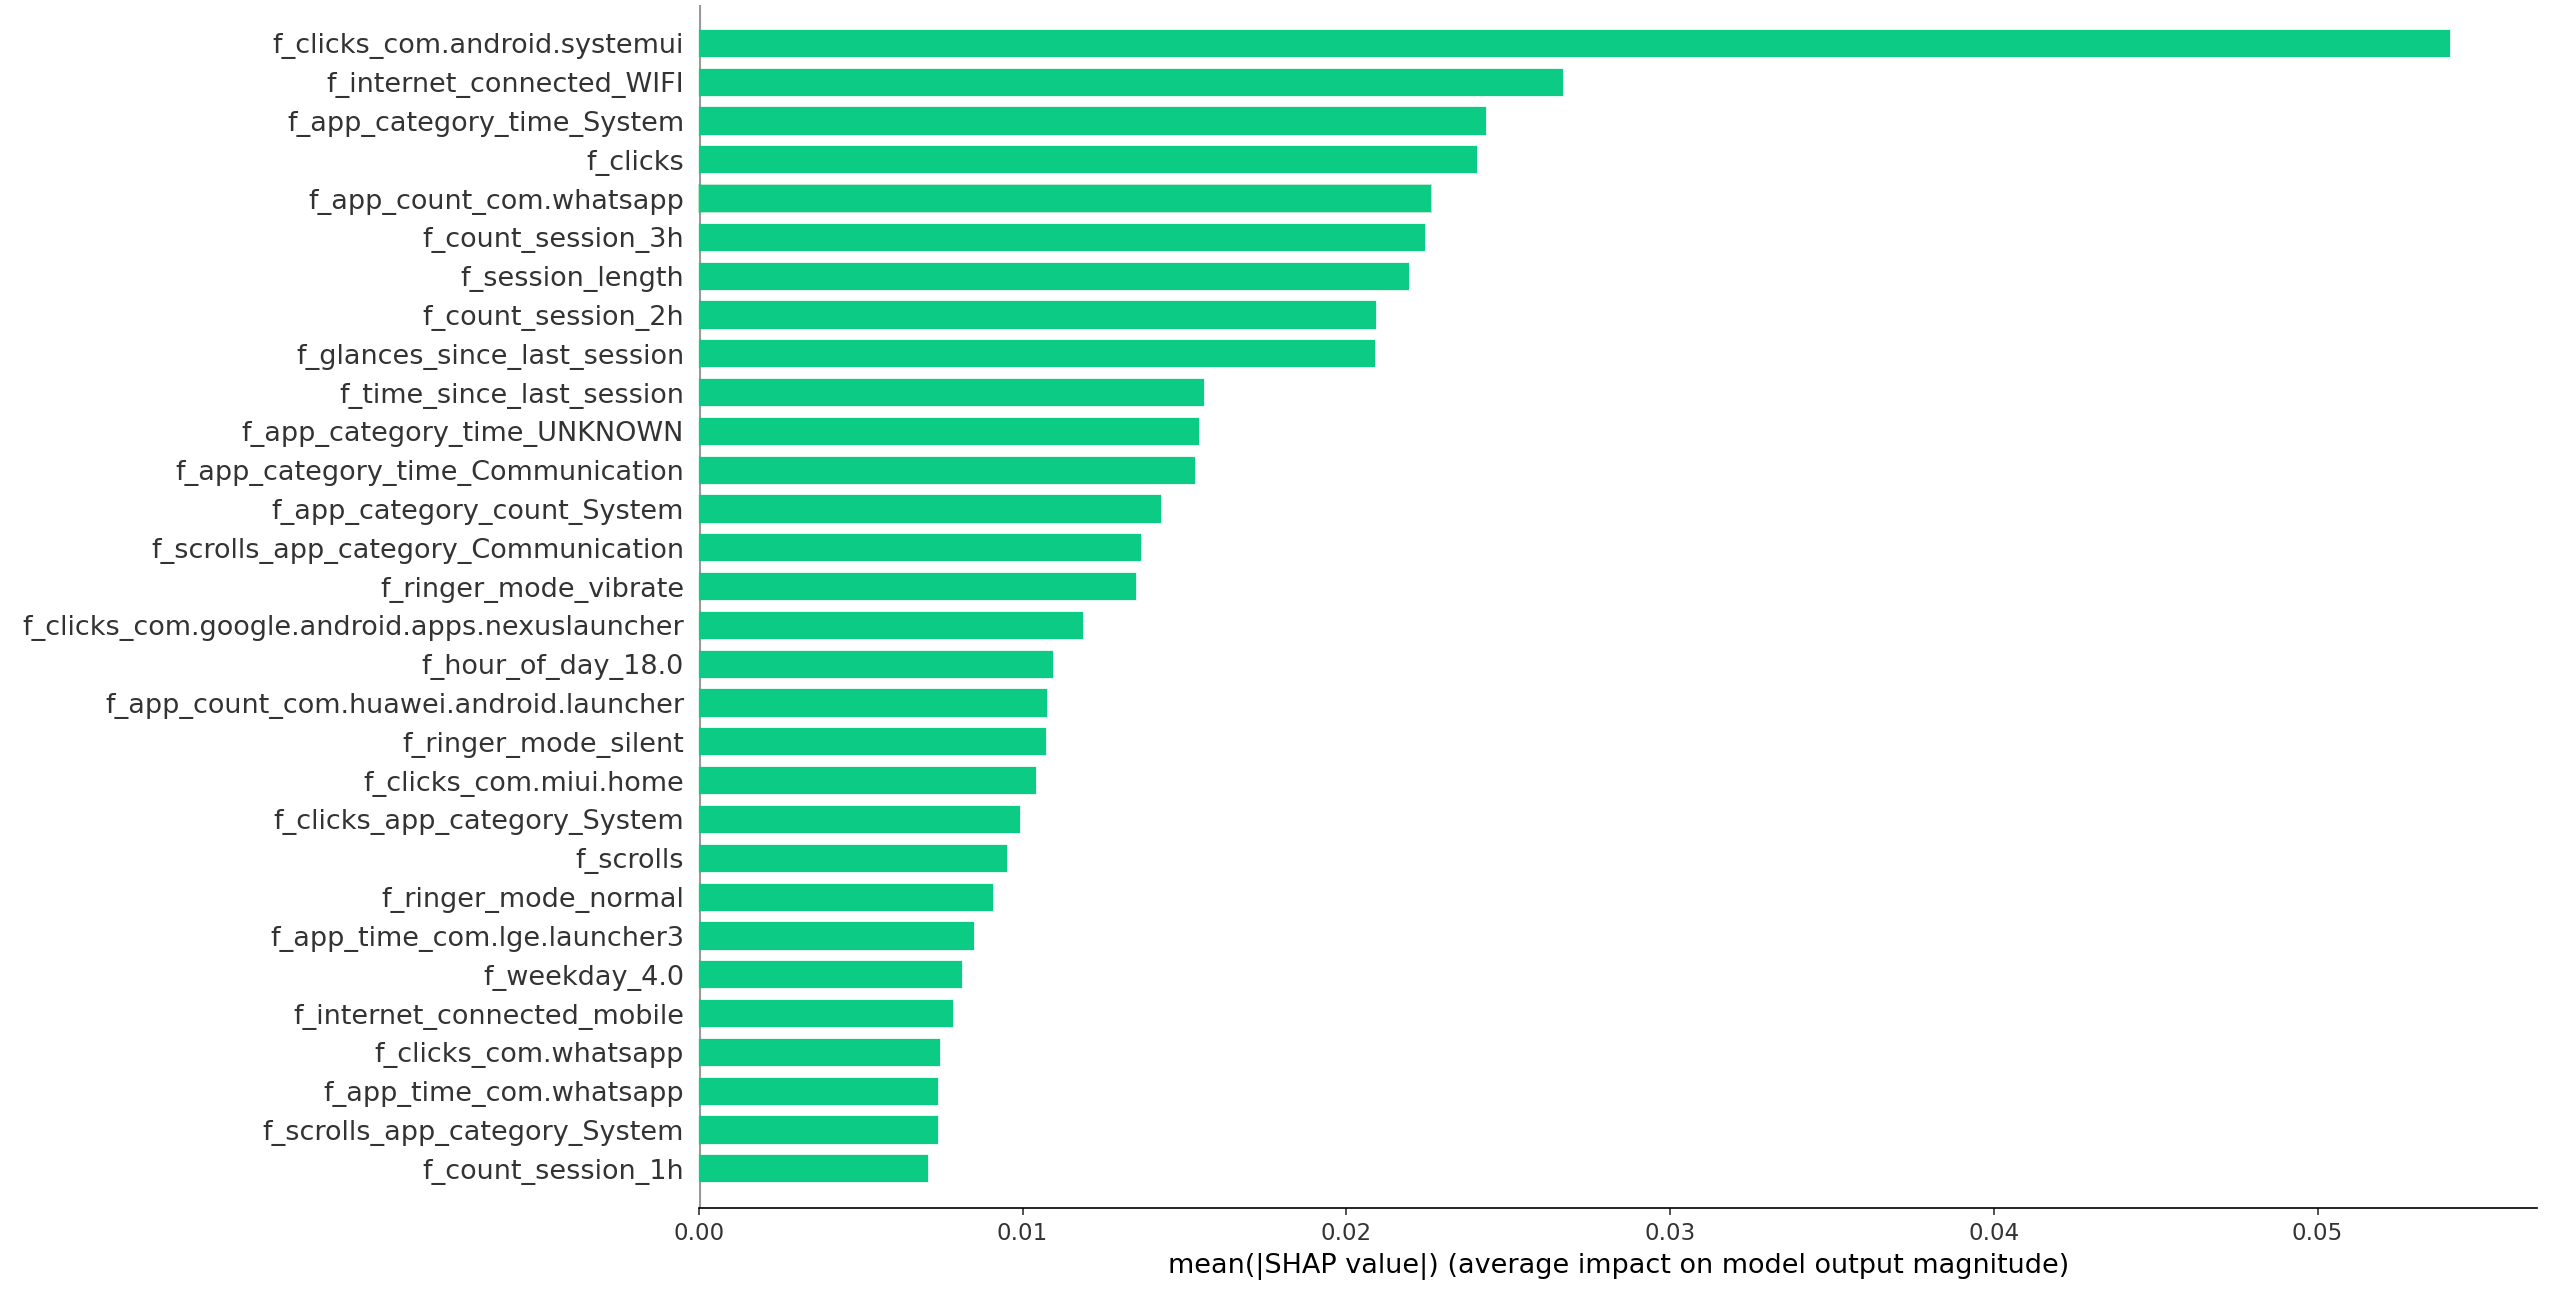 f_clicks_com.android.systemui
f_internet_connected_WIFI
f_app_category_time_System
f_clicks
f_app_count_com.whatsapp
f_count_session_3h
f_session_length
f_count_session_2h
f_glances_since_last_session
f_time_since_last_session
f_app_category_time_UNKNOWN
f_app_category_time_Communication
f_app_category_count_System
f_scrolls_app_category_Communication
f_ringer_mode_vibrate
f_clicks_com.google.android.apps.nexuslauncher
f_hour_of_day_18.0
f_app_count_com.huawei.android.launcher
f_ringer_mode_silent
f_clicks_com.miui.home
f_clicks_app_category_System
f_scrolls
f_ringer_mode_normal
f_app_time_com.lge.launcher3
f_weekday_4.0
f_internet_connected_mobile
f_clicks_com.whatsapp
f_app_time_com.whatsapp
f_scrolls_app_category_System
f_count_session_1h
0.00 0.01 0.02 0.03 0.04 0.05
mean(|SHAP value|) (average impact on model output magnitude)